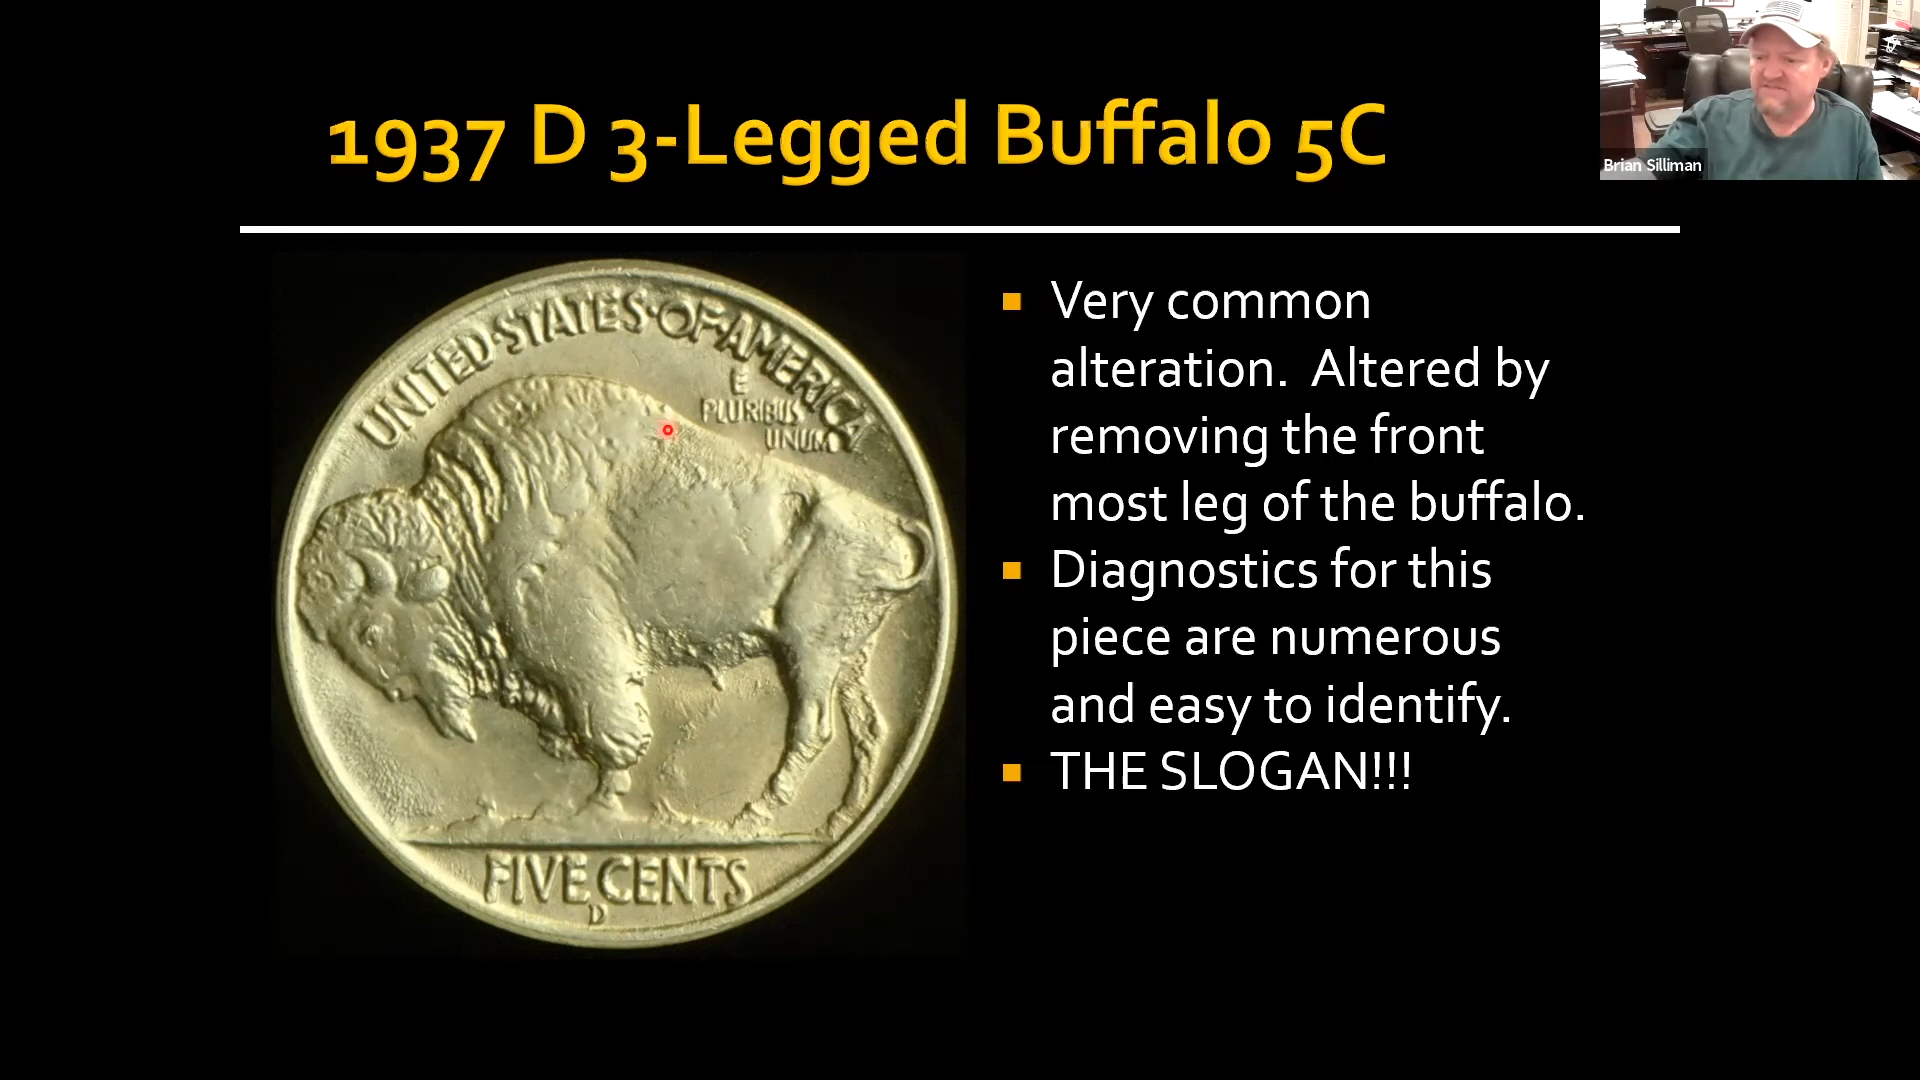 1937 D 3-Legged Buffalo 5C
Brian Silliman
UNITED·STATES·OF·AMERICA
E
PLURIBUS
UNUM
FIVE CENTS
D
Very common
alteration.  Altered by
removing the front
most leg of the buffalo.
Diagnostics for this
piece are numerous
and easy to identify.
THE SLOGAN!!!